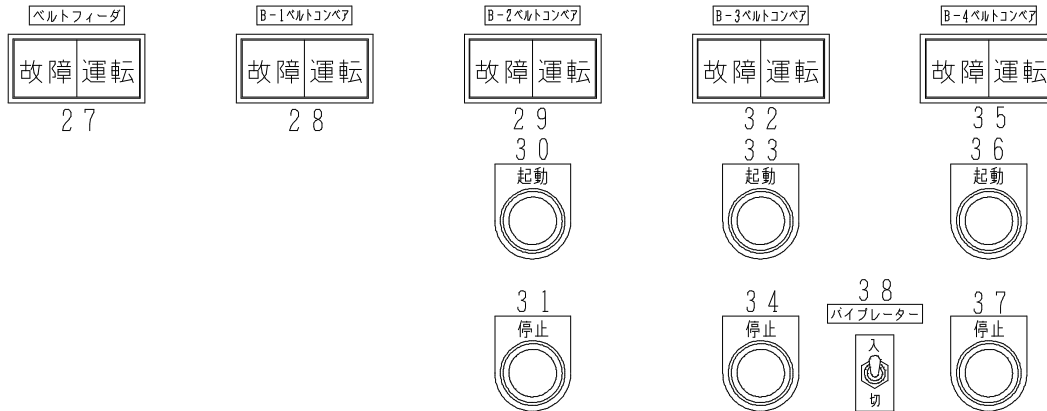 ベルトフィーダ
B-1ベルトコンベア
B-2ベルトコンベア
B-3ベルトコンベア
B-4ベルトコンベア
故障 運転
故障 運転
故障 運転
故障 運転
故障 運転
27
28
29
32
35
30
33
36
起動
起動
起動
31
34
38
37
停止
停止
バイブレーター
停止
入
切